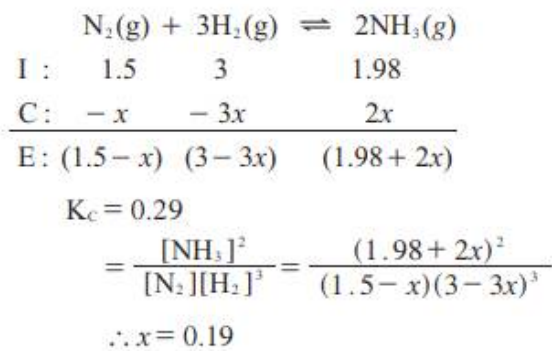 N₂(g) + 3H₂(g) ⇌ 2NH₃(g)
I : 1.5 3 1.98
C : − x − 3x 2x
E : (1.5 − x) (3 − 3x) (1.98 + 2x)
K_C = 0.29
= [NH₃]² / [N₂][H₂]³ = (1.98 + 2x)² / (1.5 − x)(3 − 3x)³
∴ x = 0.19